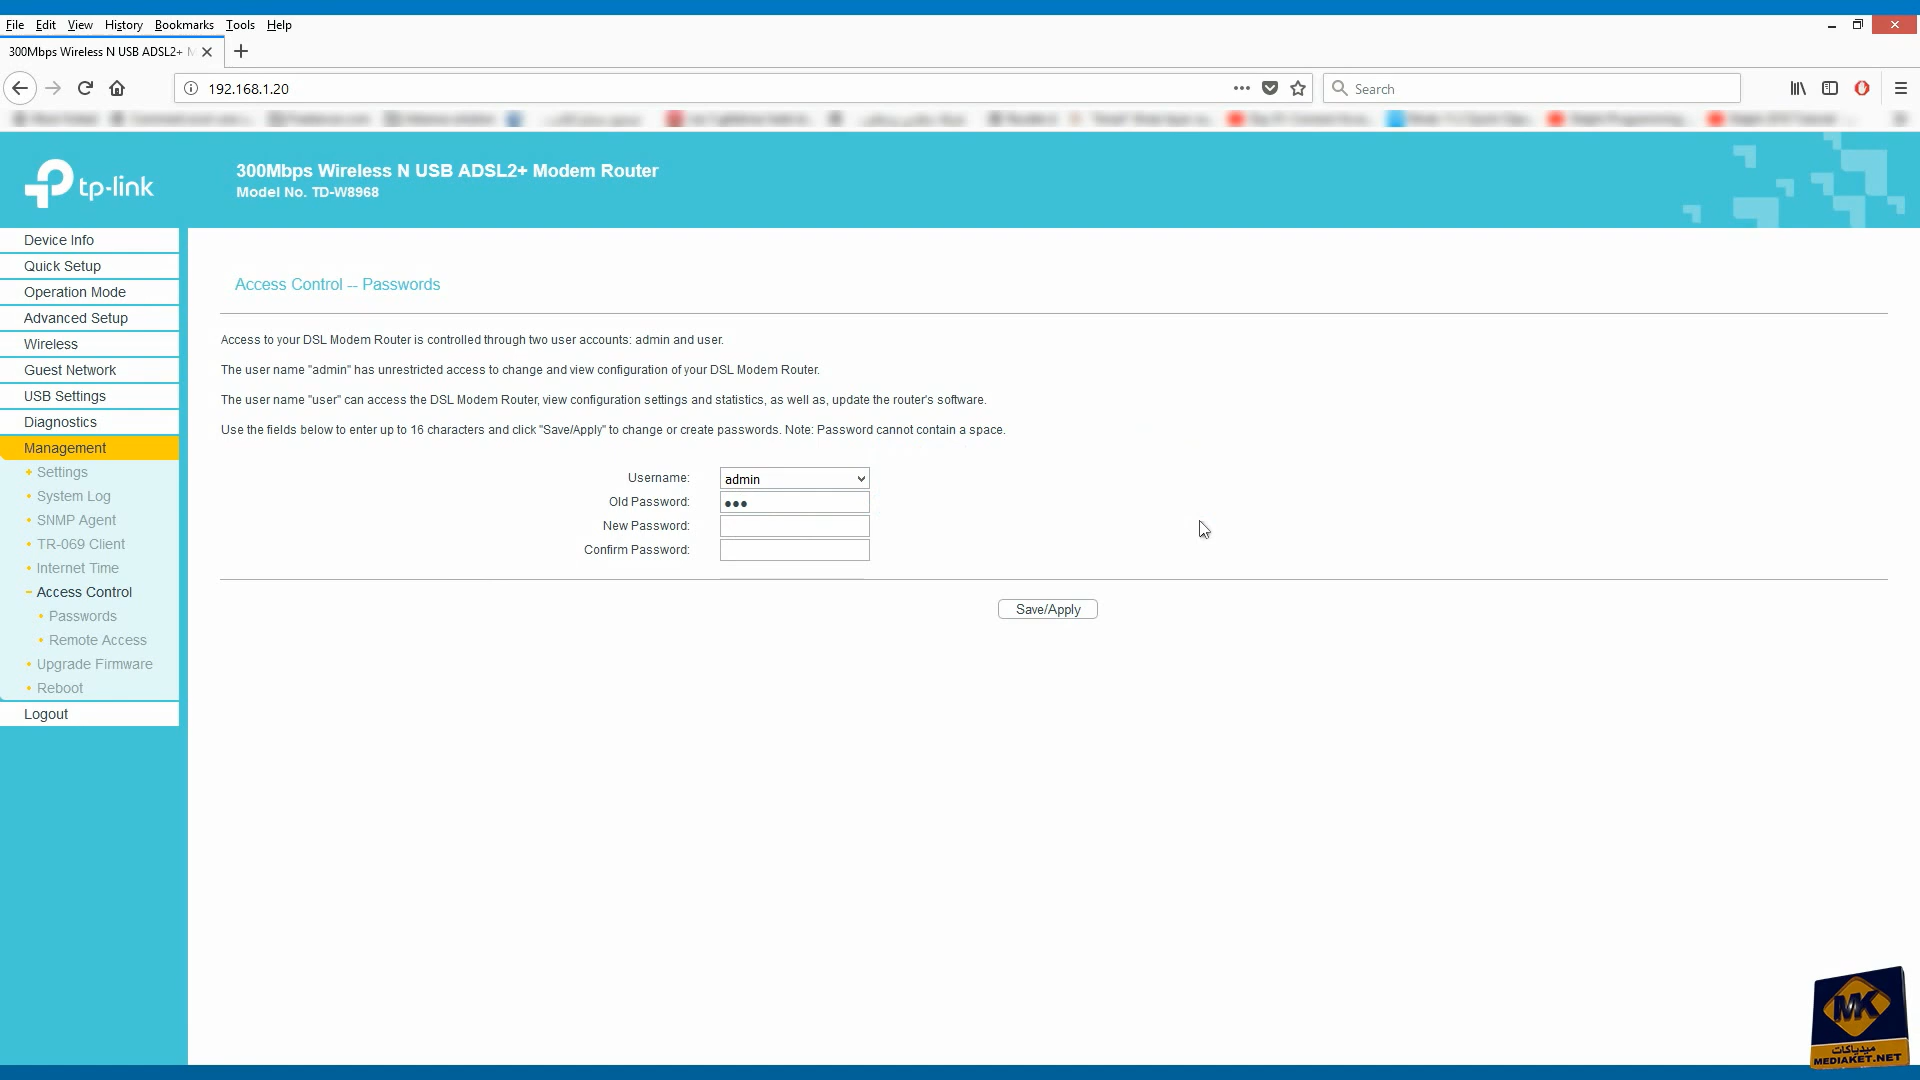 File Edit View History Bookmarks Tools Help
300Mbps Wireless N USB ADSL2+
192.168.1.20
Search
tp-link
300Mbps Wireless N USB ADSL2+ Modem Router
Model No. TD-W8968
Device Info
Quick Setup
Operation Mode
Advanced Setup
Wireless
Guest Network
USB Settings
Diagnostics
Management
Settings
System Log
SNMP Agent
TR-069 Client
Internet Time
Access Control
Passwords
Remote Access
Upgrade Firmware
Reboot
Logout
Access Control -- Passwords
Access to your DSL Modem Router is controlled through two user accounts: admin and user.
The user name "admin" has unrestricted access to change and view configuration of your DSL Modem Router.
The user name "user" can access the DSL Modem Router, view configuration settings and statistics, as well as, update the router's software.
Use the fields below to enter up to 16 characters and click "Save/Apply" to change or create passwords. Note: Password cannot contain a space.
Username: admin
Old Password: •••
New Password:
Confirm Password:
Save/Apply
MK
ميدياكات
MEDIAKET.NET